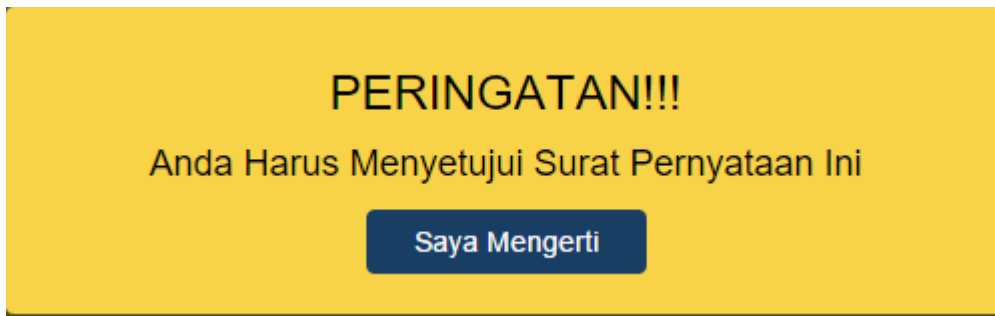 PERINGATAN!!!
Anda Harus Menyetujui Surat Pernyataan Ini
Saya Mengerti